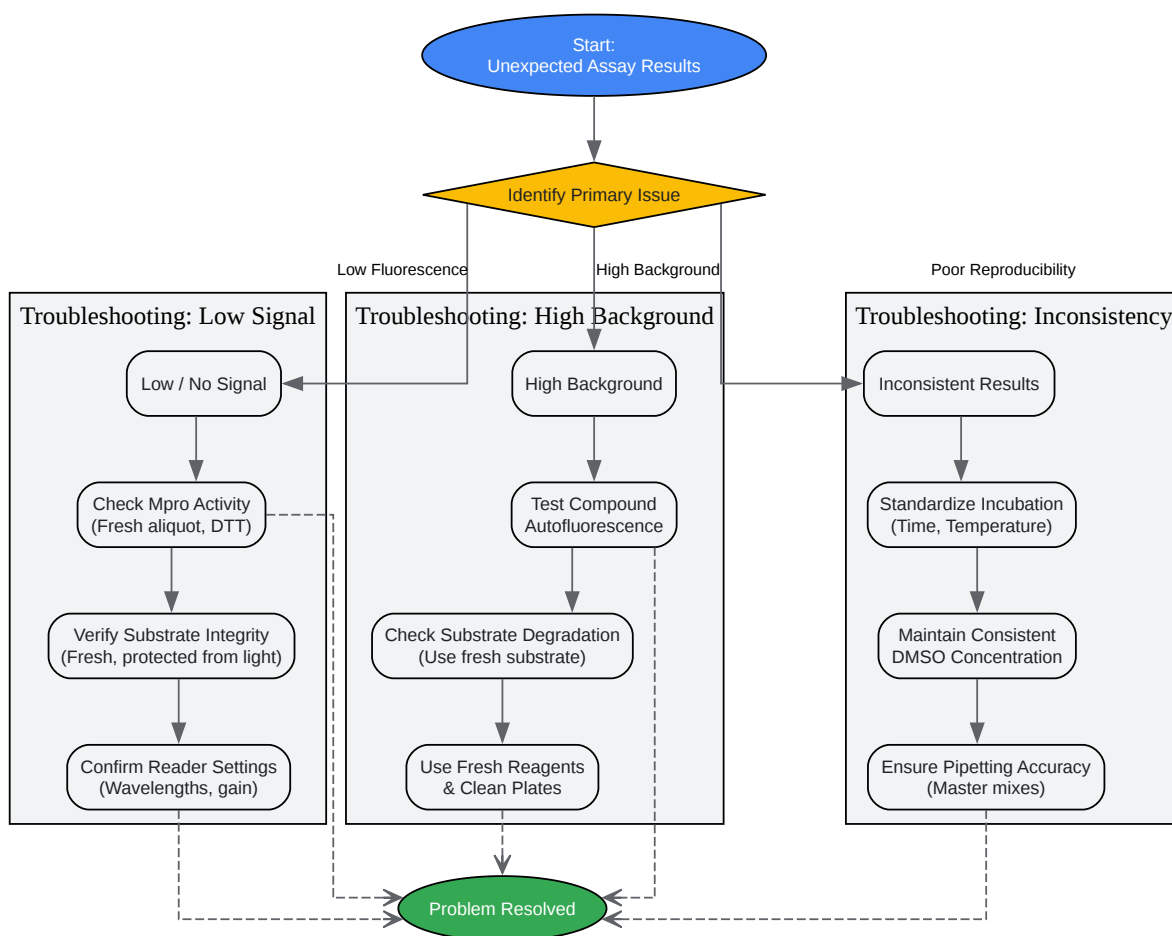 Start:
Unexpected Assay Results
Identify Primary Issue
Low Fluorescence
High Background
Poor Reproducibility
Troubleshooting: Low Signal
Troubleshooting: High Background
Troubleshooting: Inconsistency
Low / No Signal
High Background
Inconsistent Results
Check Mpro Activity
(Fresh aliquot, DTT)
Test Compound
Autofluorescence
Standardize Incubation
(Time, Temperature)
Verify Substrate Integrity
(Fresh, protected from light)
Check Substrate Degradation
(Use fresh substrate)
Maintain Consistent
DMSO Concentration
Confirm Reader Settings
(Wavelengths, gain)
Use Fresh Reagents
& Clean Plates
Ensure Pipetting Accuracy
(Master mixes)
Problem Resolved